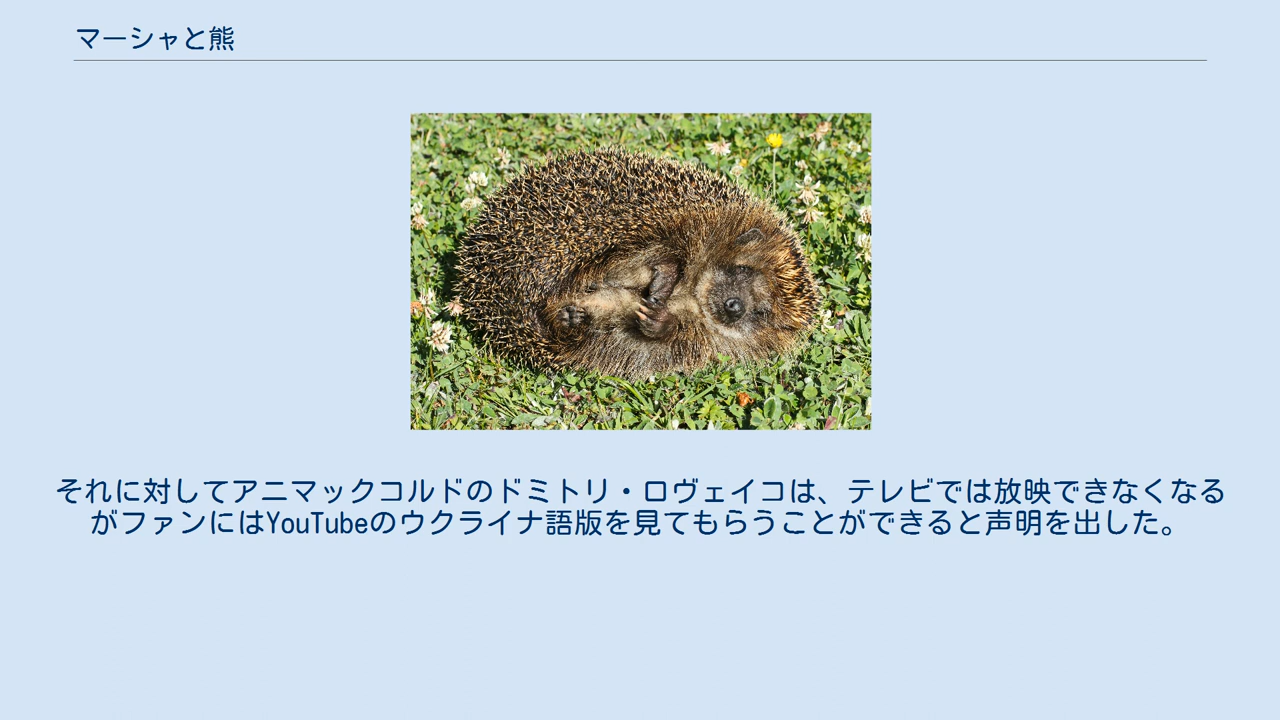 マーシャと熊
それに対してアニマックコルドのドミトリ・ロヴェイコは、テレビでは放映できなくなる
がファンにはYouTubeのウクライナ語版を見てもらうことができると声明を出した。